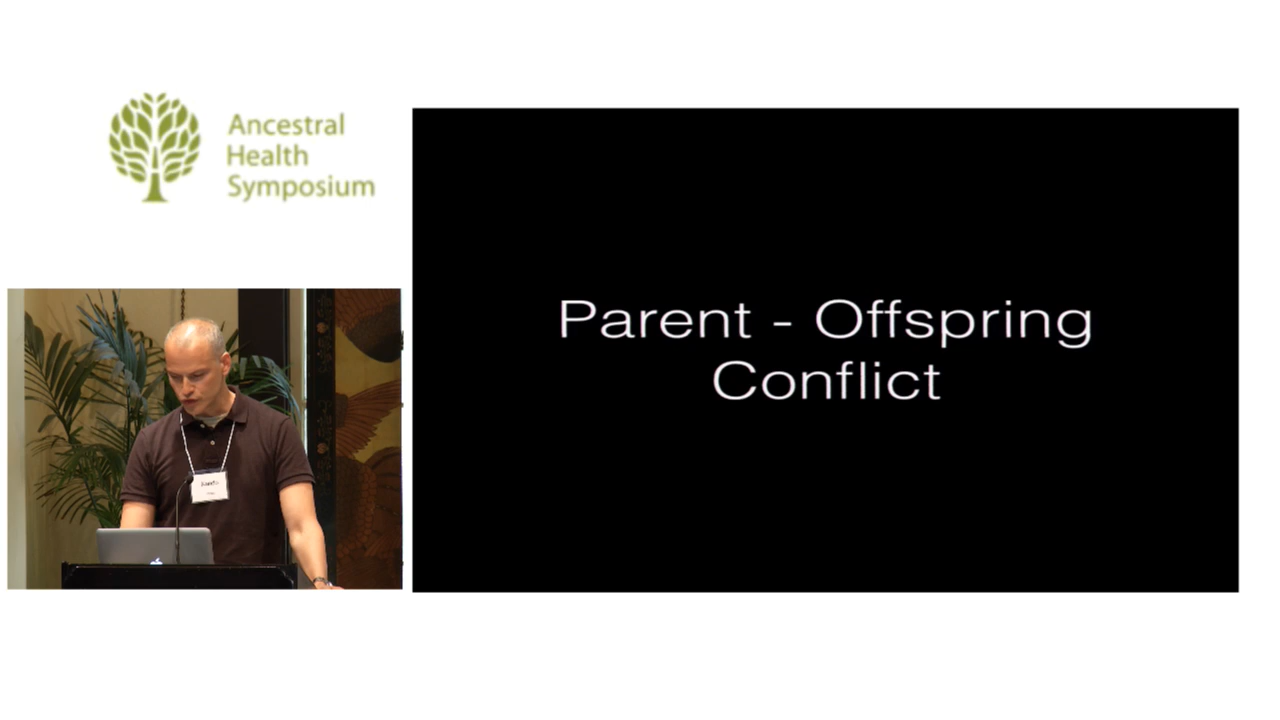 Ancestral
Health
Symposium
Parent - Offspring
Conflict